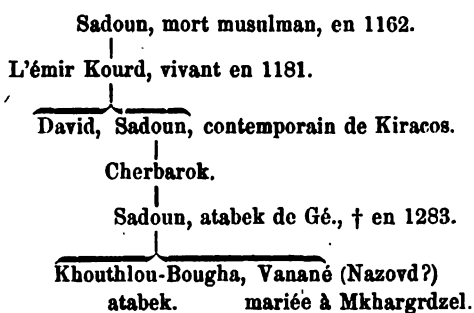 Sadoun, mort musulman, en 1162.
L'émir Kourd, vivant en 1181.
David, Sadoun, contemporain de Kiracos.
Cherbarok.
Sadoun, atabek de Gé., † en 1283.
Khouthlou-Bougha, Vanané (Nazovd?)
atabek. mariée à Mkhargrdzel.